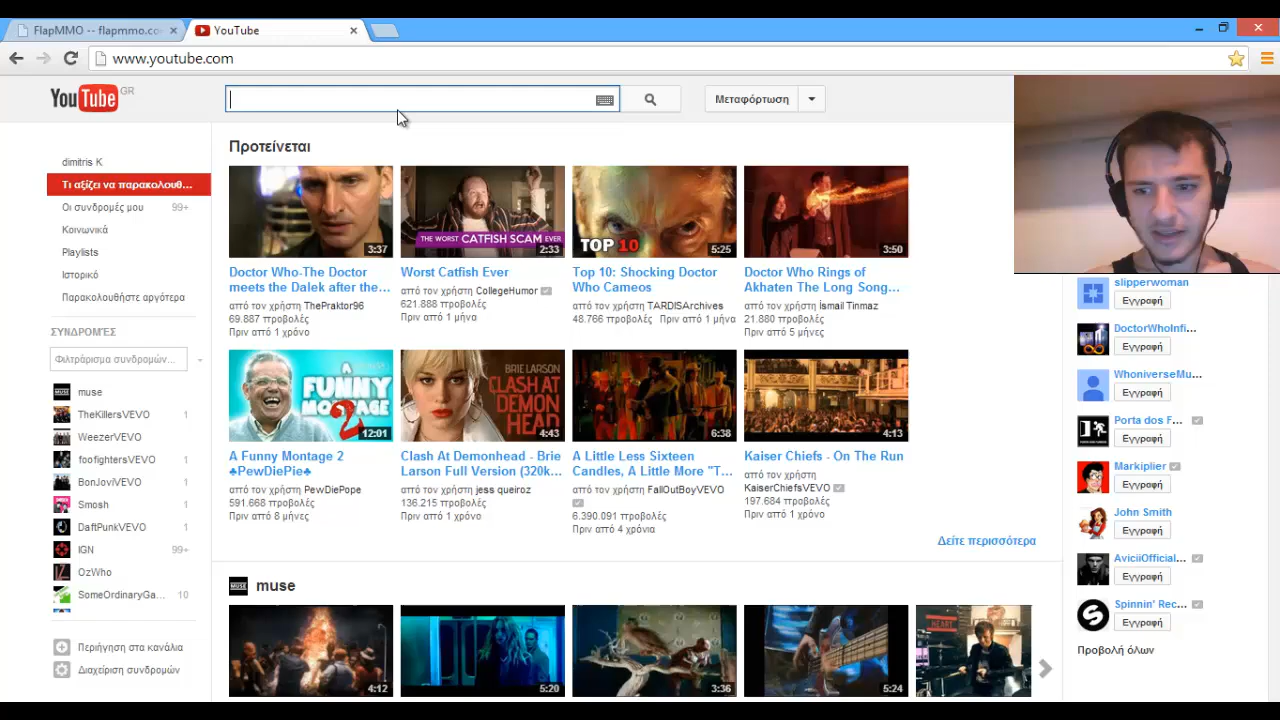 FlapMMO -- flapmmo.co
YouTube
www.youtube.com
YouTube GR
Μεταφόρτωση
dimitris K
Τι αξίζει να παρακολουθ...
Οι συνδρομές μου 99+
Κοινωνικά
Playlists
Ιστορικό
Παρακολουθήστε αργότερα
ΣΥΝΔΡΟΜΈΣ
Φιλτράρισμα συνδρομών...
muse
TheKillersVEVO 1
WeezerVEVO
foofightersVEVO 1
BonJoviVEVO 1
Smosh 1
DaftPunkVEVO 1
IGN 99+
OzWho
SomeOrdinaryGa... 10
Περιήγηση στα κανάλια
Διαχείριση συνδρομών
Προτείνεται
3:37
Doctor Who-The Doctor
meets the Dalek after the...
από τον χρήστη ThePraktor96
69.887 προβολές
Πριν από 1 χρόνο
THE WORST CATFISH SCAM EVER
2:33
Worst Catfish Ever
από τον χρήστη CollegeHumor
621.888 προβολές
Πριν από 1 μήνα
TOP 10
5:25
Top 10: Shocking Doctor
Who Cameos
από τον χρήστη TARDISArchives
48.766 προβολές Πριν από 1 μήνα
3:50
Doctor Who Rings of
Akhaten The Long Song...
από τον χρήστη İsmail Tinmaz
21.880 προβολές
Πριν από 5 μήνες
A
FUNNY
MONTAGE
2
12:01
A Funny Montage 2
♣PewDiePie♣
από τον χρήστη PewDiePope
591.668 προβολές
Πριν από 8 μήνες
BRIE LARSON
CLASH AT
DEMON
HEAD
4:43
Clash At Demonhead - Brie
Larson Full Version (320k...
από τον χρήστη jess queiroz
136.215 προβολές
Πριν από 1 χρόνο
6:38
A Little Less Sixteen
Candles, A Little More "T...
από τον χρήστη FallOutBoyVEVO
6.390.091 προβολές
Πριν από 4 χρόνια
4:13
Kaiser Chiefs - On The Run
από τον χρήστη
KaiserChiefsVEVO
197.684 προβολές
Πριν από 1 χρόνο
Δείτε περισσότερα
MUSE muse
4:12
5:20
3:36
5:24
slipperwoman
Εγγραφή
DoctorWhoInfi...
Εγγραφή
WhoniverseMu...
Εγγραφή
Porta dos F...
Εγγραφή
Markiplier
Εγγραφή
John Smith
Εγγραφή
AviciiOfficial...
Εγγραφή
Spinnin' Rec...
Εγγραφή
Προβολή όλων